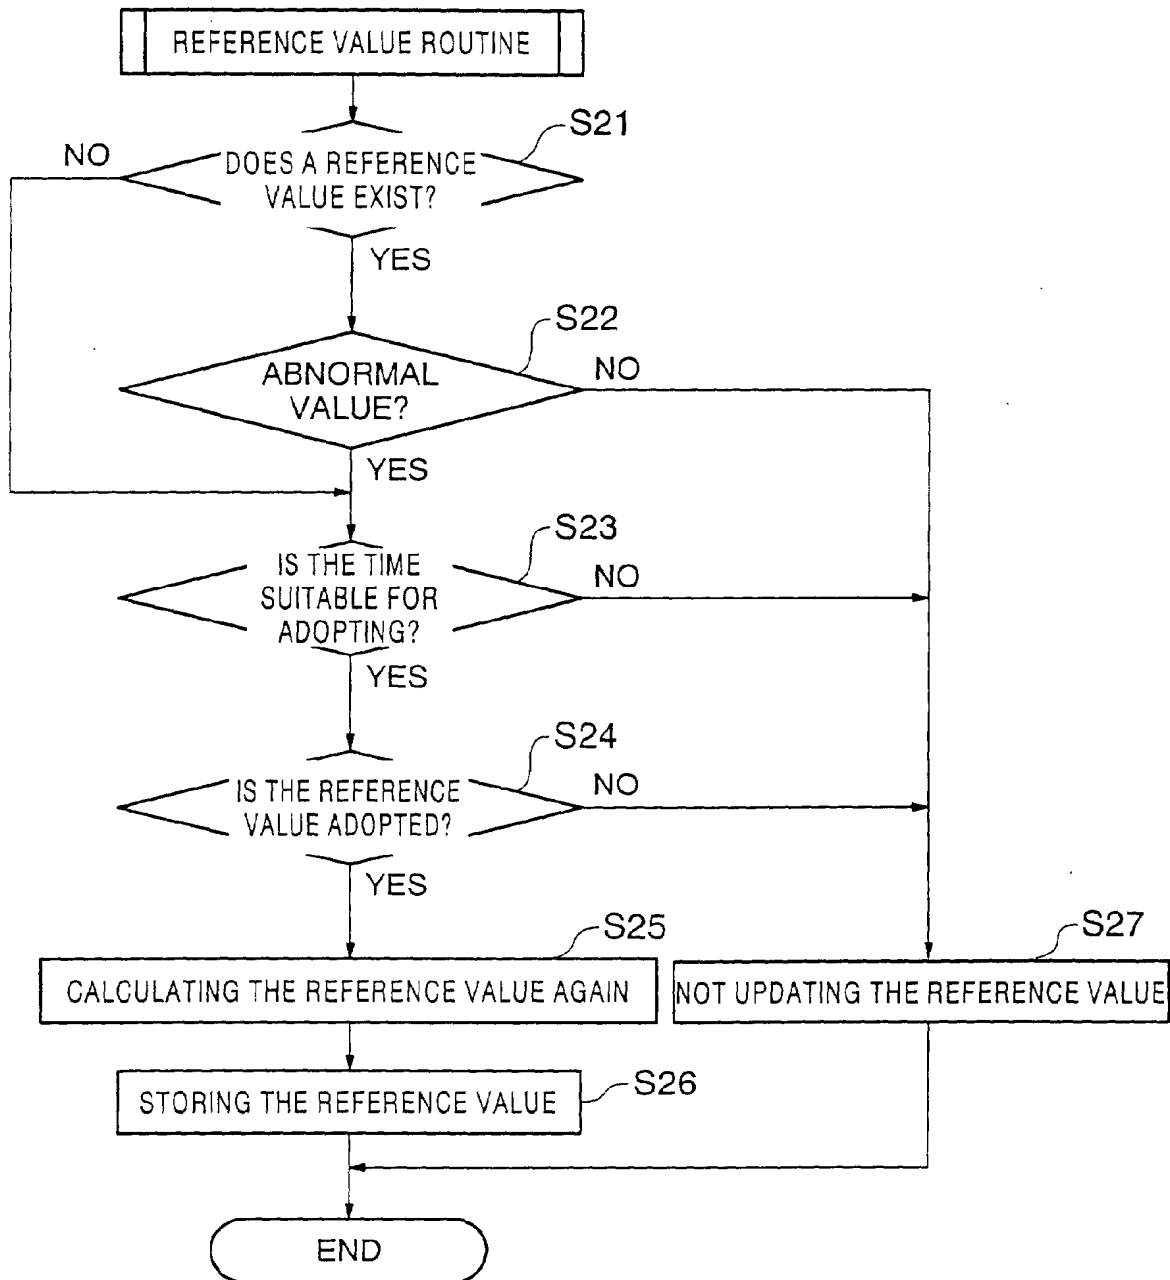 REFERENCE VALUE ROUTINE
S21
NO
DOES A REFERENCE
VALUE EXIST?
YES
S22
ABNORMAL
VALUE?
NO
YES
S23
IS THE TIME
SUITABLE FOR
ADOPTING?
NO
YES
S24
IS THE REFERENCE
VALUE ADOPTED?
NO
YES
S25
CALCULATING THE REFERENCE VALUE AGAIN
S27
NOT UPDATING THE REFERENCE VALUE
S26
STORING THE REFERENCE VALUE
END